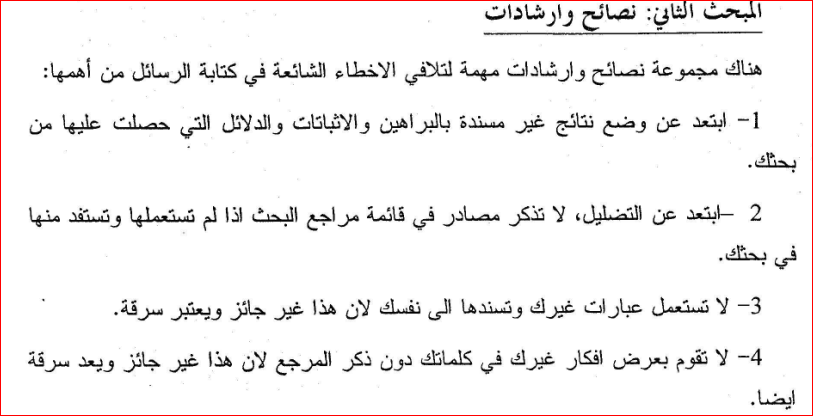 المبحث الثاني: نصائح وارشادات
هناك مجموعة نصائح وارشادات مهمة لتلافي الاخطاء الشائعة في كتابة الرسائل من أهمها:
1- ابتعد عن وضع نتائج غير مسندة بالبراهين والاثباتات والدلائل التي حصلت عليها من
بحثك.
2 –ابتعد عن التضليل، لا تذكر مصادر في قائمة مراجع البحث اذا لم تستعملها وتستفد منها
في بحثك.
3- لا تستعمل عبارات غيرك وتسندها الى نفسك لان هذا غير جائز ويعتبر سرقة.
4- لا تقوم بعرض افكار غيرك في كلماتك دون ذكر المرجع لان هذا غير جائز ويعد سرقة
ايضا.